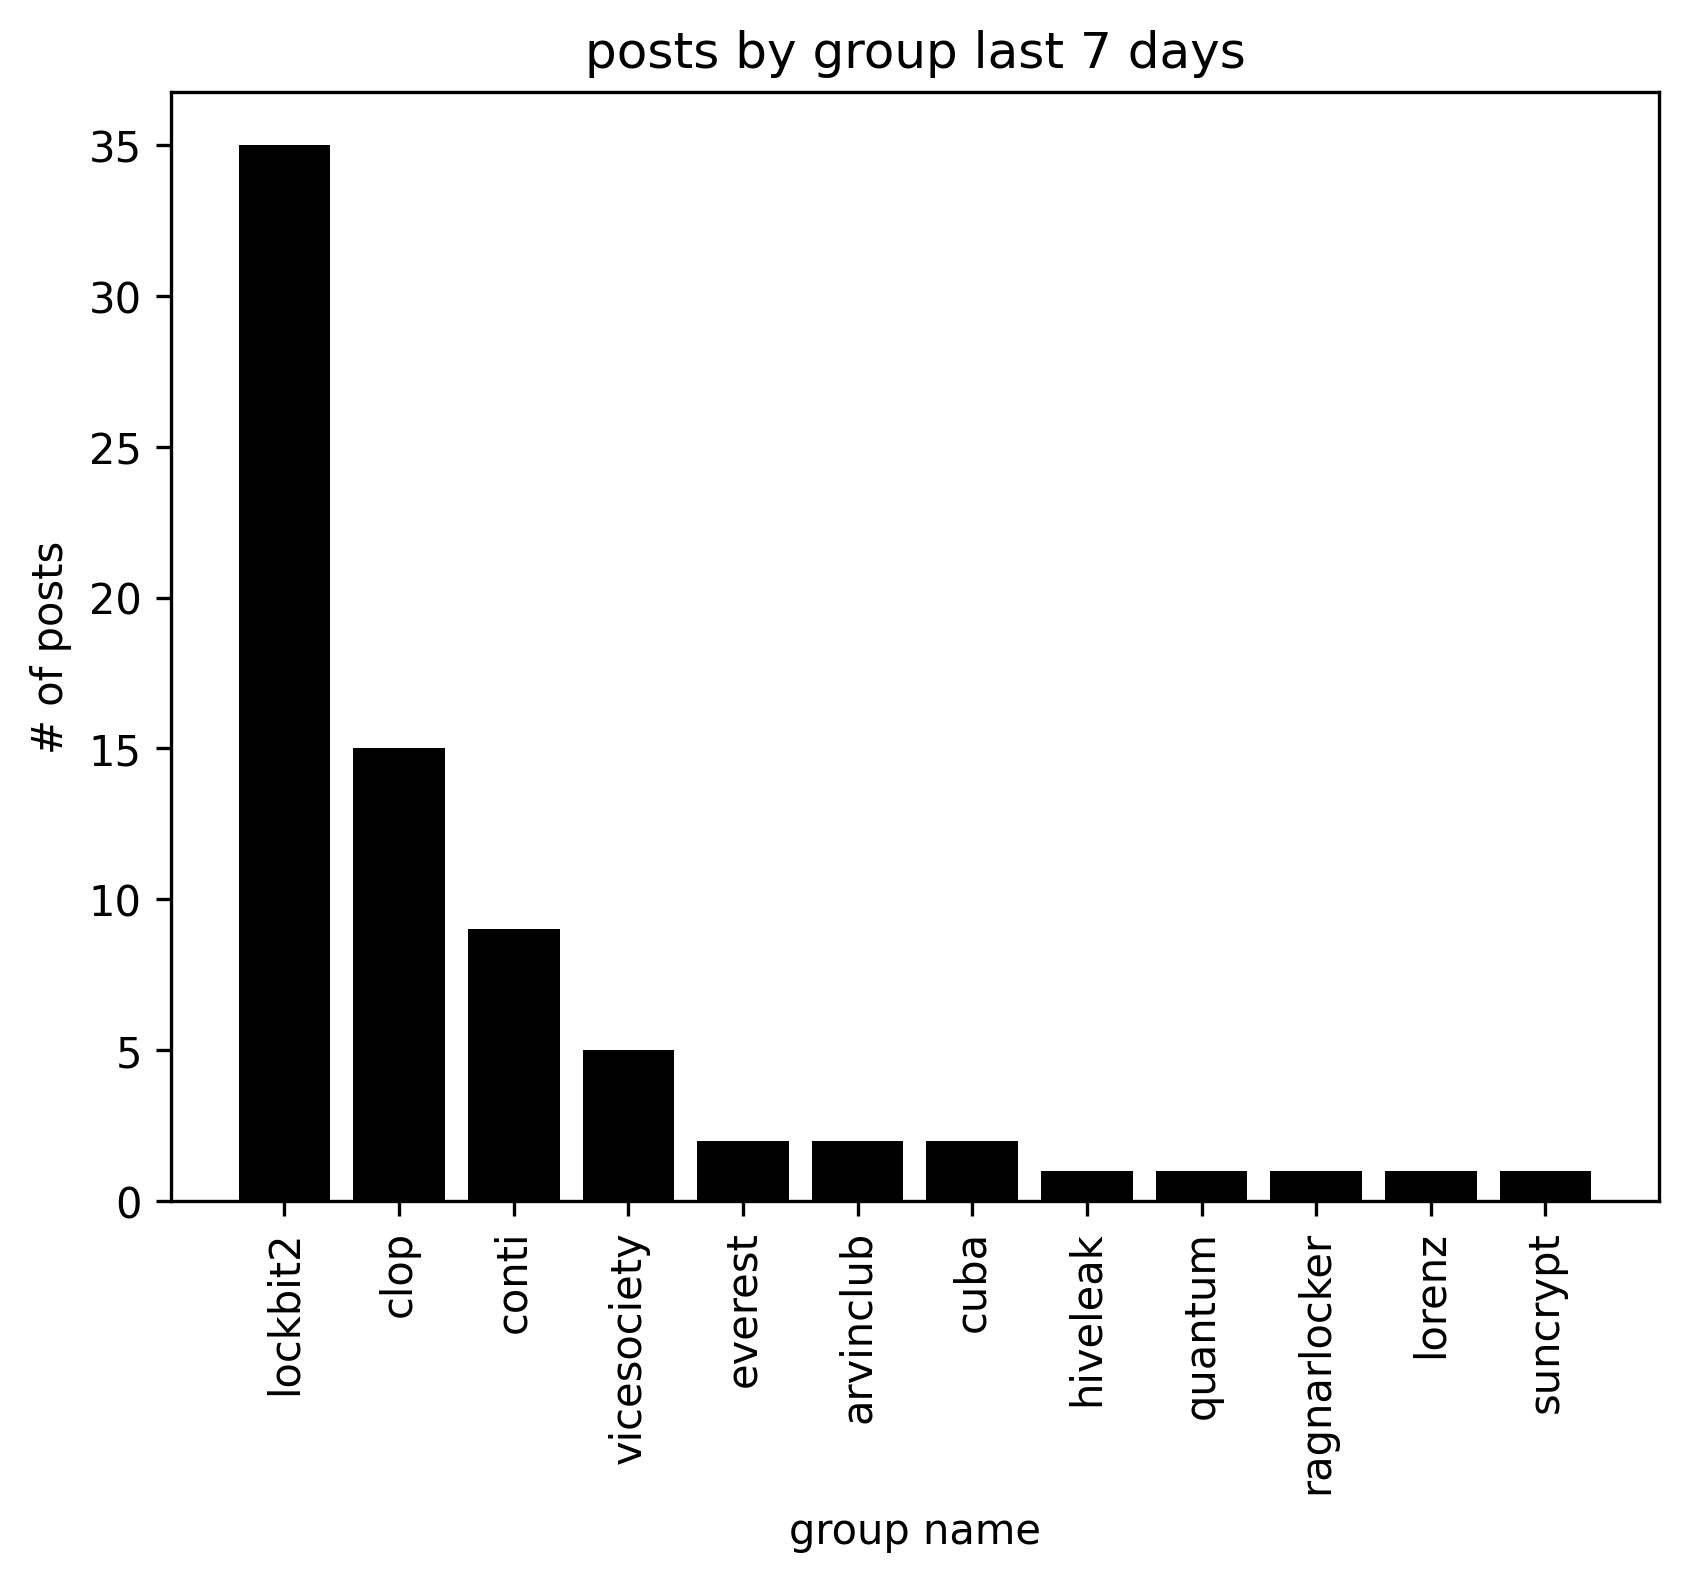 posts by group last 7 days
# of posts
35
30
25
20
15
10
5
0
lockbit2
clop
conti
vicesociety
everest
arvinclub
cuba
hiveleak
quantum
ragnarlocker
lorenz
suncrypt
group name